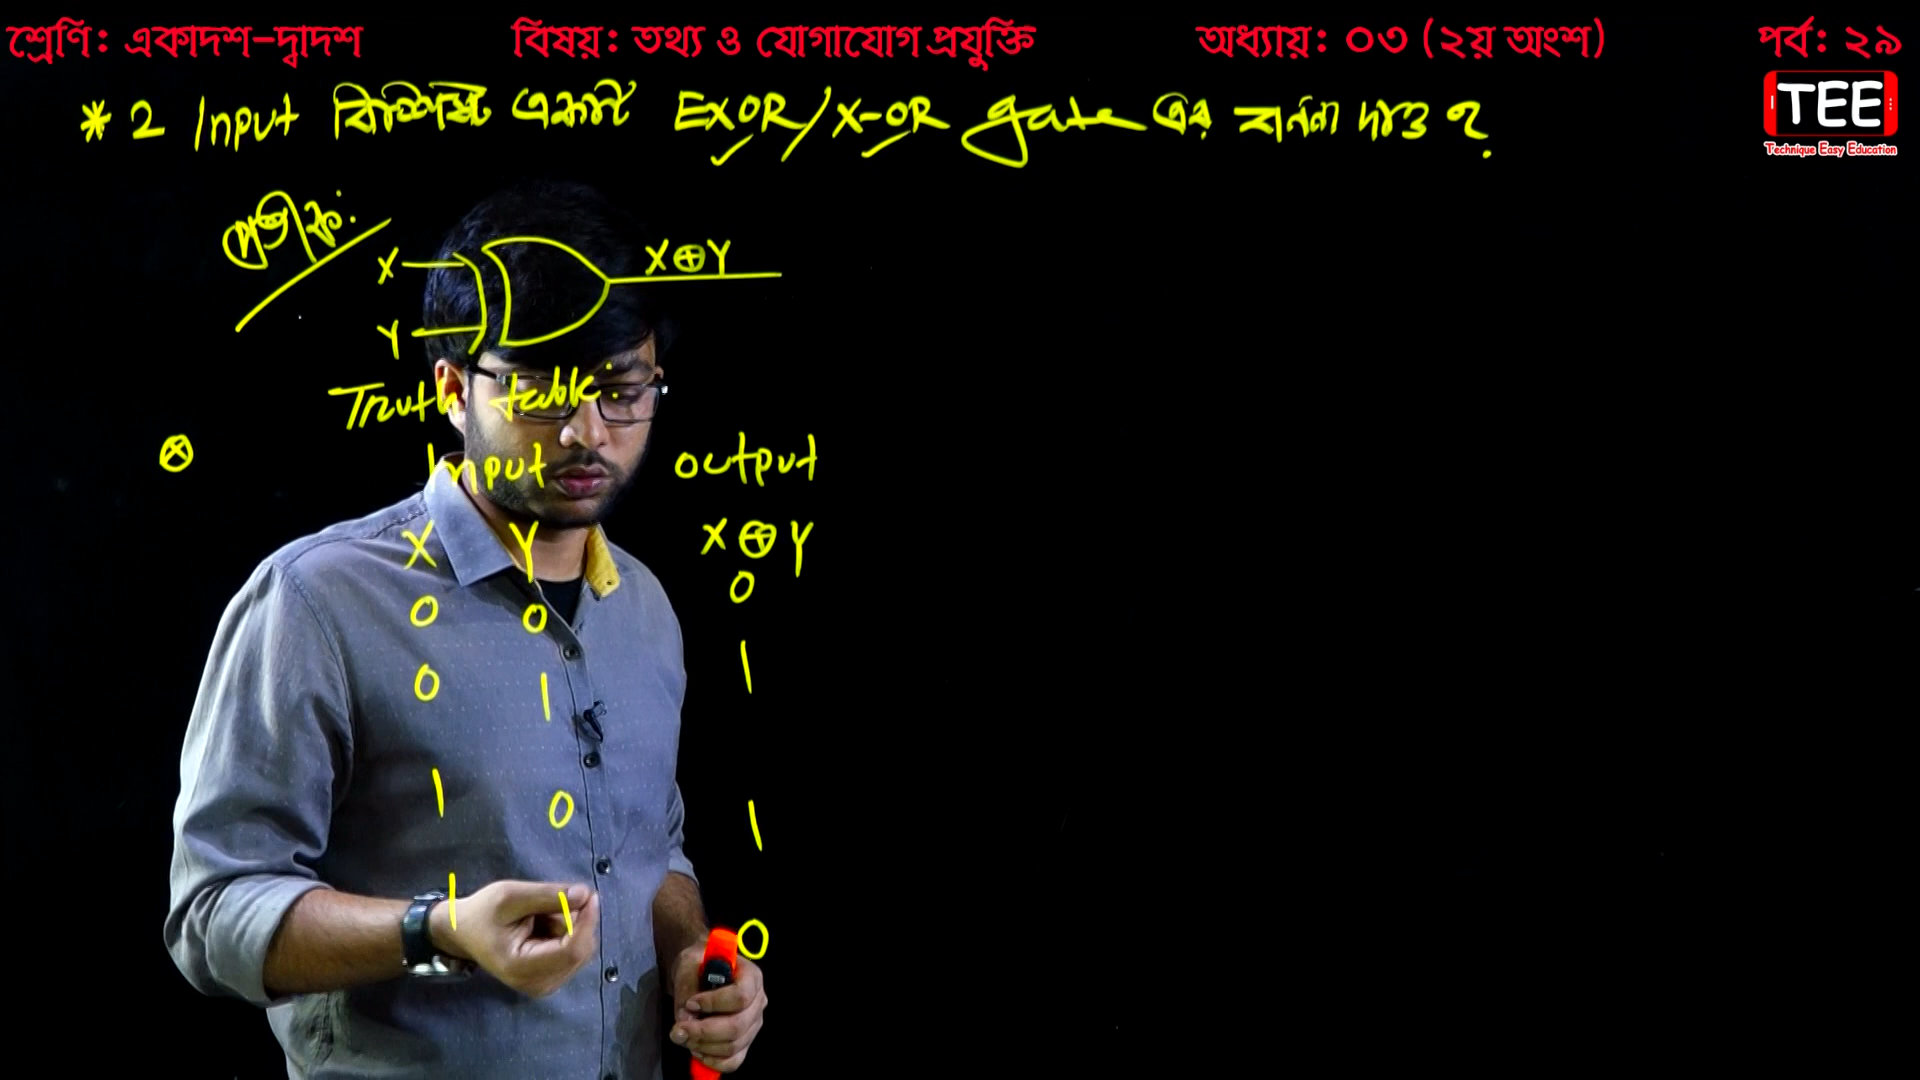 শ্রেণি: একাদশ-দ্বাদশ বিষয়: তথ্য ও যোগাযোগ প্রযুক্তি অধ্যায়: ০৩ (২য় অংশ) পর্ব: ২৯
* 2 Input বিশিষ্ট একটি EXOR/X-OR gate এর বর্ননা দাও ?
TEE
Technique Easy Education
প্রতীক:
X X⊕Y
Y
Truth table:
⊗
Input output
X Y X⊕Y
0 0 0
0 1 1
1 0 1
1 1 0